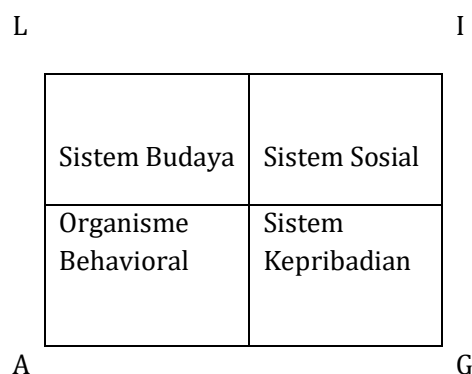 L I
Sistem Budaya Sistem Sosial
Organisme Sistem
Behavioral Kepribadian
A G